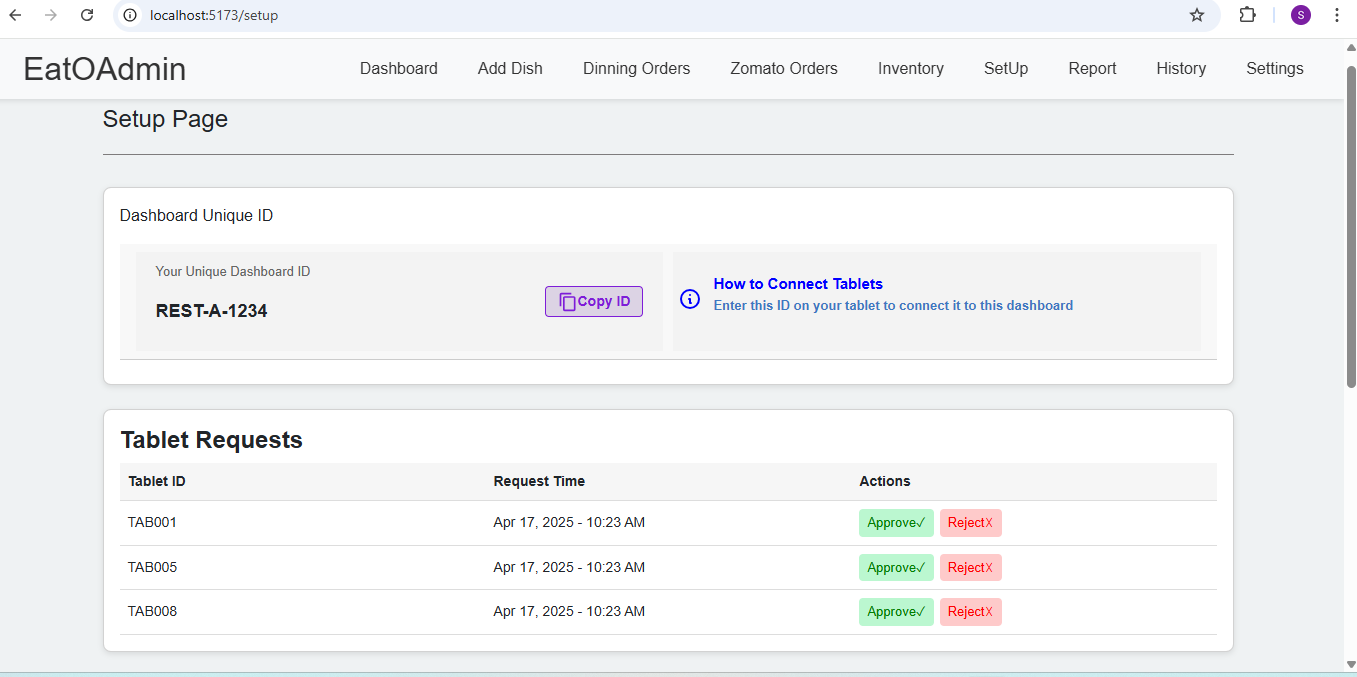 localhost:5173/setup
S
EatOAdmin Dashboard Add Dish Dinning Orders Zomato Orders Inventory SetUp Report History Settings
Setup Page
Dashboard Unique ID
Your Unique Dashboard ID
REST-A-1234
Copy ID
How to Connect Tablets
Enter this ID on your tablet to connect it to this dashboard
Tablet Requests
Tablet ID Request Time Actions
TAB001 Apr 17, 2025 - 10:23 AM Approve✓ RejectX
TAB005 Apr 17, 2025 - 10:23 AM Approve✓ RejectX
TAB008 Apr 17, 2025 - 10:23 AM Approve✓ RejectX